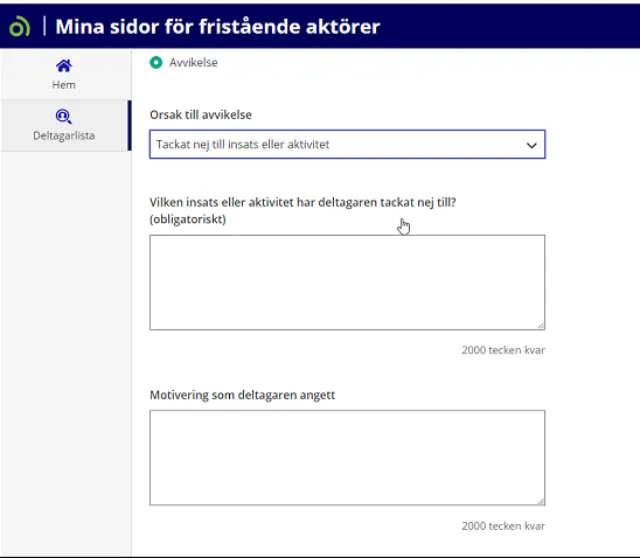 Mina sidor för fristående aktörer
Hem
Deltagarlista
Avvikelse
Orsak till avvikelse
Tackat nej till insats eller aktivitet
Vilken insats eller aktivitet har deltagaren tackat nej till?
(obligatoriskt)
2000 tecken kvar
Motivering som deltagaren angett
2000 tecken kvar